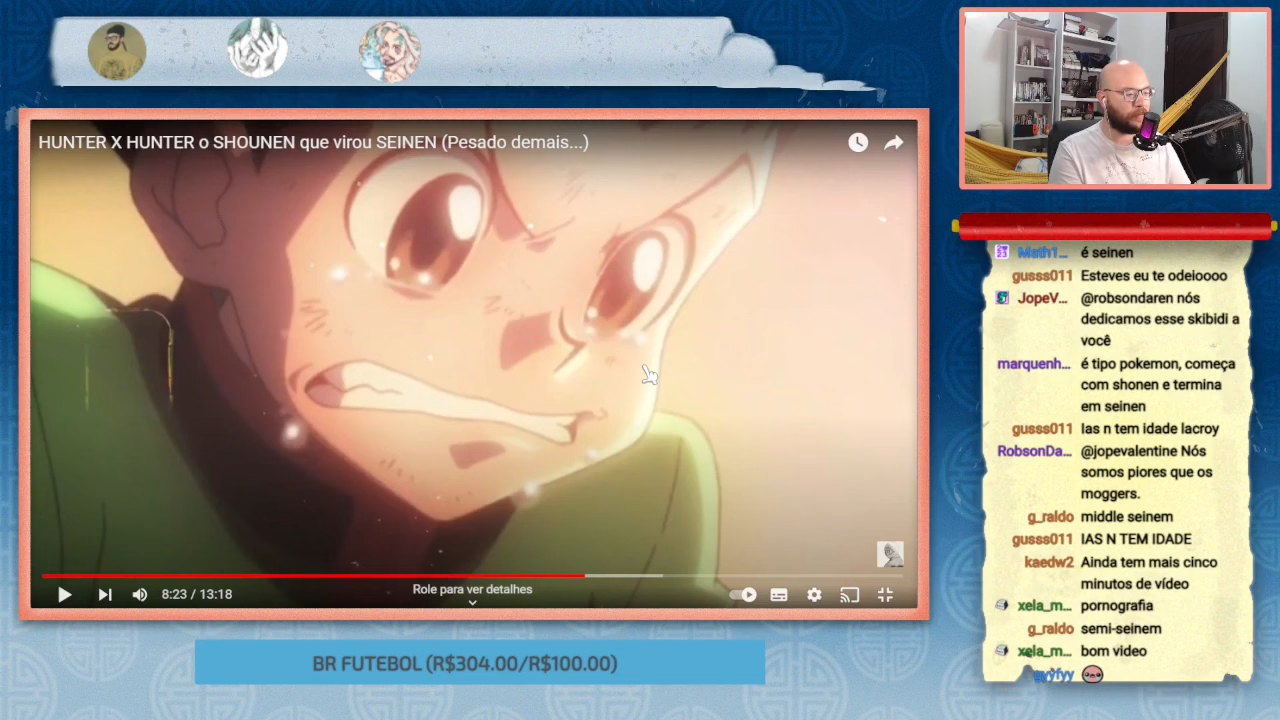 HUNTER X HUNTER o SHOUNEN que virou SEINEN (Pesado demais...)
8:23 / 13:18
Role para ver detalhes
BR FUTEBOL (R$304.00/R$100.00)
Math1... é seinen
gusss011 Esteves eu te odeioooo
JopeV... @robsondaren nós
dedicamos esse skibidi a
você
marquenh... é tipo pokemon, começa
com shonen e termina
em seinen
gusss011 Ias n tem idade lacroy
RobsonDa... @jopevalentine Nós
somos piores que os
moggers.
g_raldo middle seinem
gusss011 IAS N TEM IDADE
kaedw2 Ainda tem mais cinco
minutos de vídeo
xela_m... pornografia
g_raldo semi-seinem
xela_m... bom video